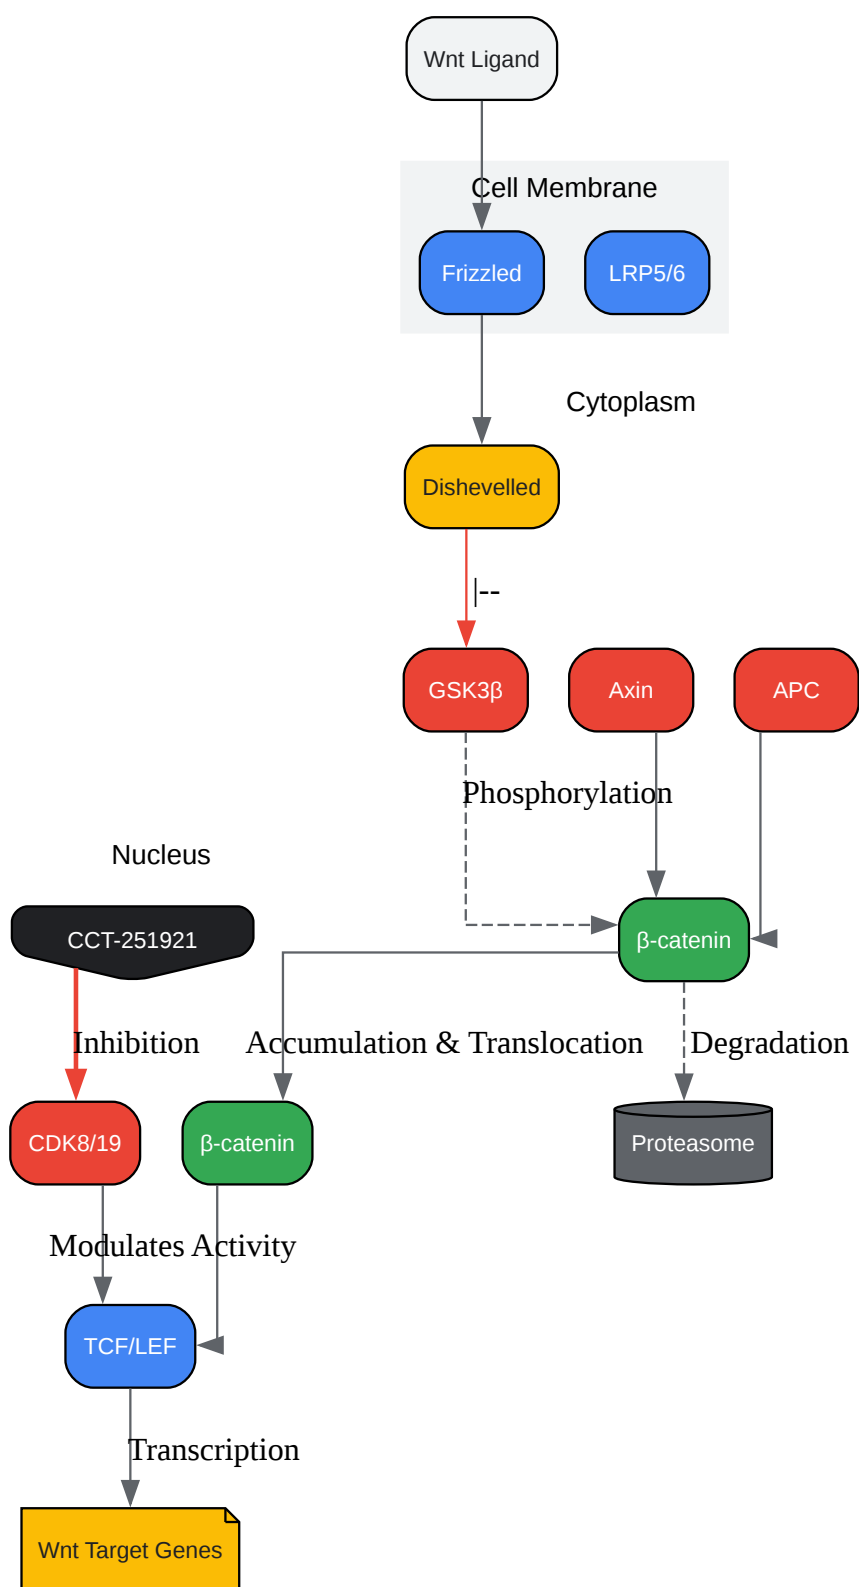 Wnt Ligand
Cell Membrane
Frizzled
LRP5/6
Cytoplasm
Dishevelled
|--
GSK3β
Axin
APC
Phosphorylation
Nucleus
CCT-251921
β-catenin
Inhibition
Accumulation & Translocation
Degradation
CDK8/19
β-catenin
Proteasome
Modulates Activity
TCF/LEF
Transcription
Wnt Target Genes